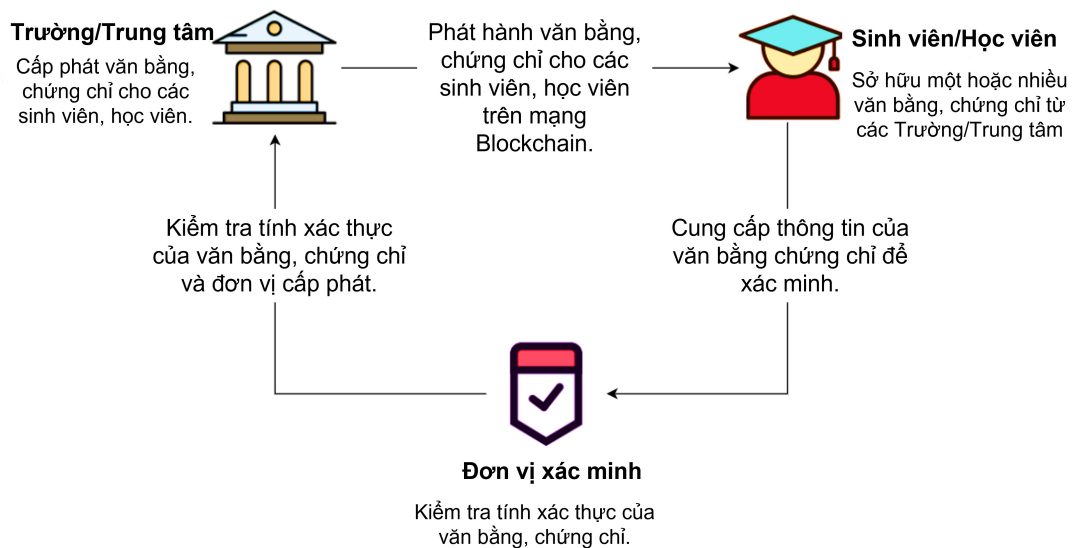 Trường/Trung tâm
Cấp phát văn bằng,
chứng chỉ cho các
sinh viên, học viên.
Phát hành văn bằng,
chứng chỉ cho các
sinh viên, học viên
trên mạng
Blockchain.
Sinh viên/Học viên
Sở hữu một hoặc nhiều
văn bằng, chứng chỉ từ
các Trường/Trung tâm
Kiểm tra tính xác thực
của văn bằng, chứng chỉ
và đơn vị cấp phát.
Cung cấp thông tin của
văn bằng chứng chỉ để
xác minh.
Đơn vị xác minh
Kiểm tra tính xác thực của
văn bằng, chứng chỉ.